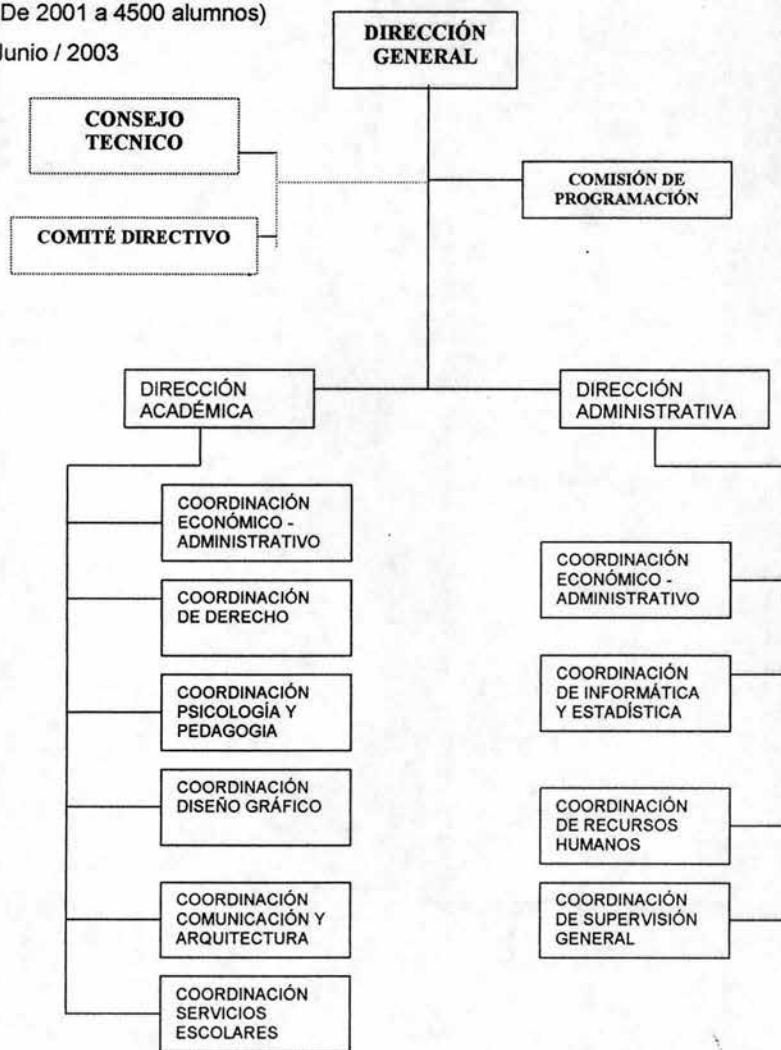 De 2001 a 4500 alumnos)
Junio / 2003
DIRECCIÓN
GENERAL
CONSEJO
TECNICO
COMISIÓN DE
PROGRAMACIÓN
COMITÉ DIRECTIVO
DIRECCIÓN
ACADÉMICA
DIRECCIÓN
ADMINISTRATIVA
COORDINACIÓN
ECONÓMICO -
ADMINISTRATIVO
COORDINACIÓN
DE DERECHO
COORDINACIÓN
PSICOLOGÍA Y
PEDAGOGIA
COORDINACIÓN
DISEÑO GRÁFICO
COORDINACIÓN
COMUNICACIÓN Y
ARQUITECTURA
COORDINACIÓN
SERVICIOS
ESCOLARES
COORDINACIÓN
ECONÓMICO -
ADMINISTRATIVO
COORDINACIÓN
DE INFORMÁTICA
Y ESTADÍSTICA
COORDINACIÓN
DE RECURSOS
HUMANOS
COORDINACIÓN
DE SUPERVISIÓN
GENERAL